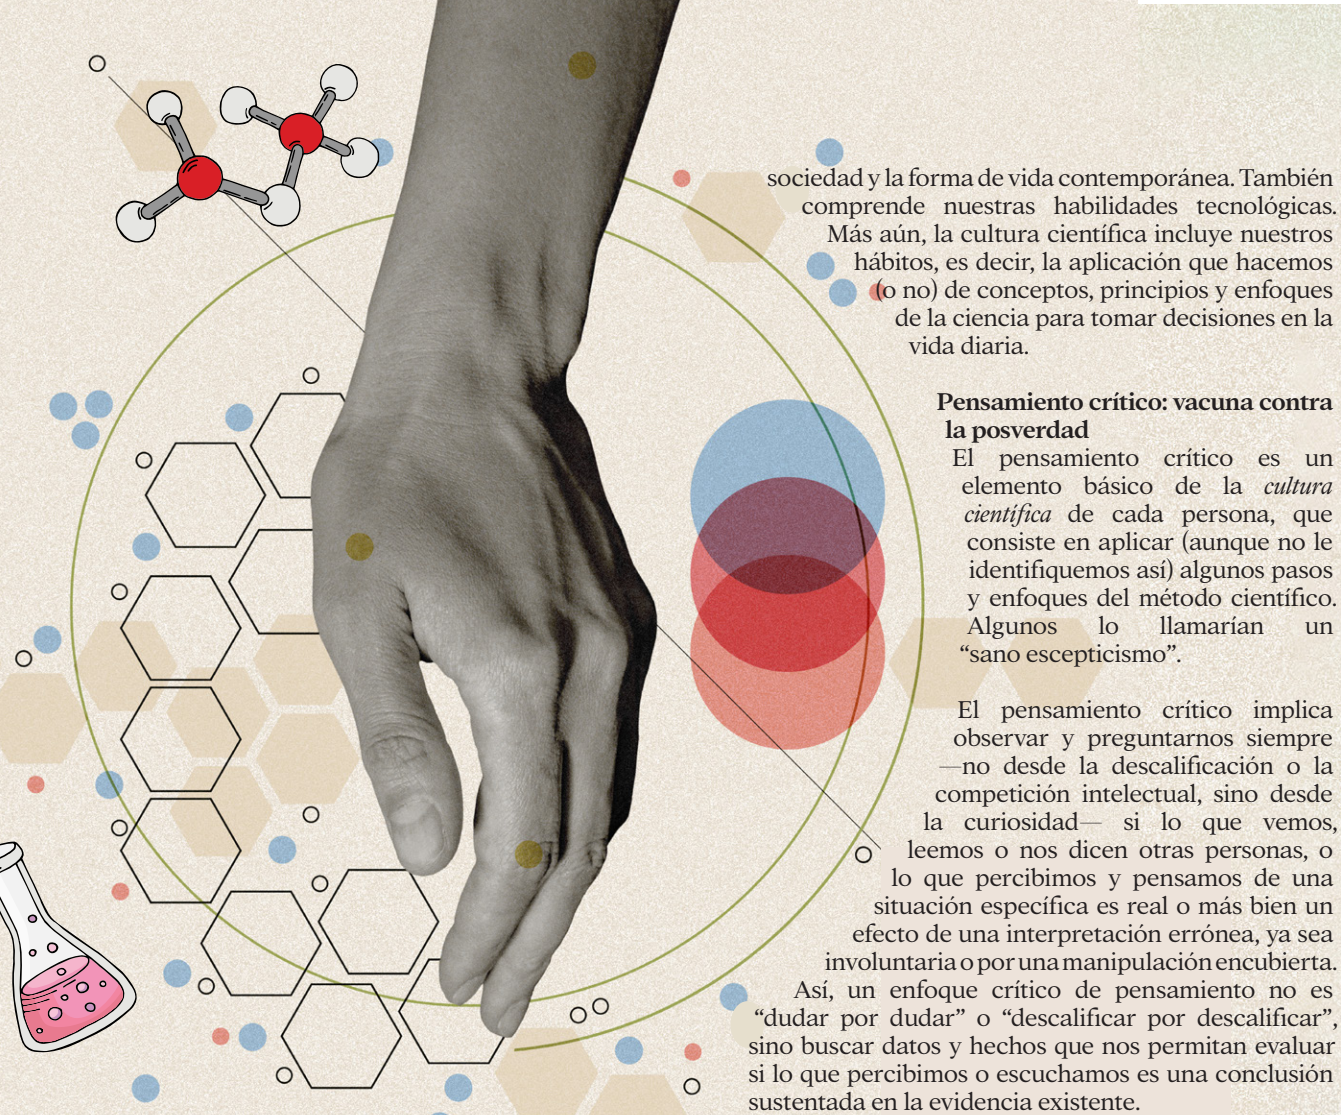 sociedad y la forma de vida contemporánea. También
comprende nuestras habilidades tecnológicas.
Más aún, la cultura científica incluye nuestros
hábitos, es decir, la aplicación que hacemos
(o no) de conceptos, principios y enfoques
de la ciencia para tomar decisiones en la
vida diaria.
Pensamiento crítico: vacuna contra
la posverdad
El pensamiento crítico es un
elemento básico de la cultura
científica de cada persona, que
consiste en aplicar (aunque no le
identifiquemos así) algunos pasos
y enfoques del método científico.
Algunos lo llamarían un
“sano escepticismo”.
El pensamiento crítico implica
observar y preguntarnos siempre
—no desde la descalificación o la
competición intelectual, sino desde
la curiosidad— si lo que vemos,
leemos o nos dicen otras personas, o
lo que percibimos y pensamos de una
situación específica es real o más bien un
efecto de una interpretación errónea, ya sea
involuntaria o por una manipulación encubierta.
Así, un enfoque crítico de pensamiento no es
“dudar por dudar” o “descalificar por descalificar”,
sino buscar datos y hechos que nos permitan evaluar
si lo que percibimos o escuchamos es una conclusión
sustentada en la evidencia existente.